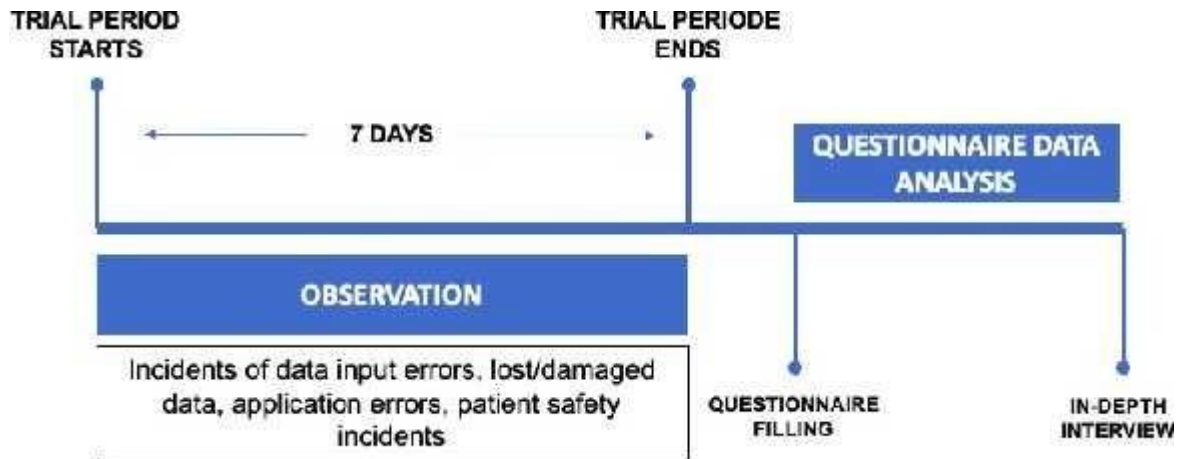 TRIAL PERIOD
STARTS
TRIAL PERIODE
ENDS
7 DAYS
QUESTIONNAIRE DATA
ANALYSIS
OBSERVATION
Incidents of data input errors, lost/damaged
data, application errors, patient safety
incidents
QUESTIONNAIRE
FILLING
IN-DEPTH
INTERVIEW